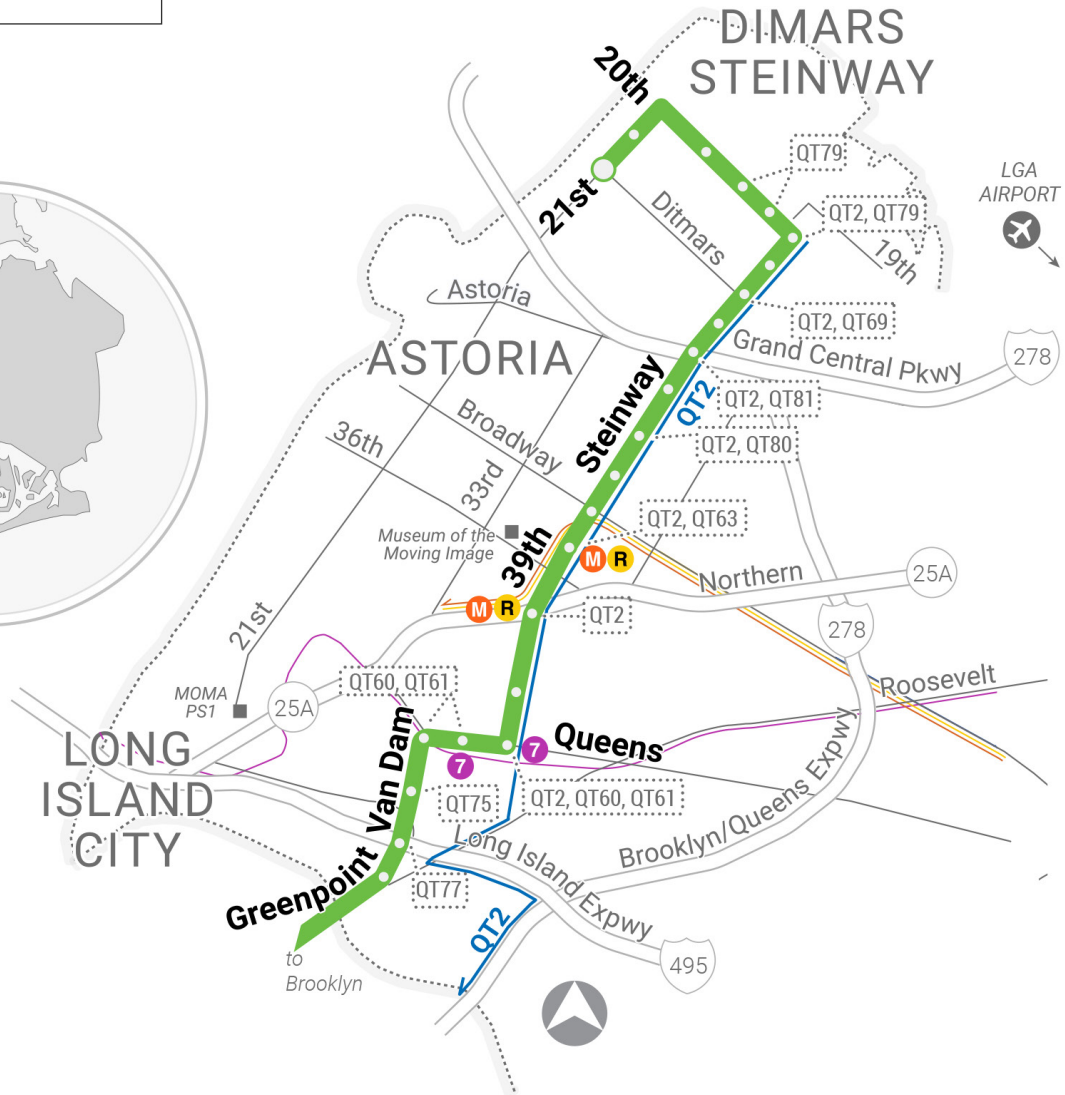 DIMARS
STEINWAY
20th
QT79
LGA
AIRPORT
21st
Ditmars
QT2, QT79
19th
Astoria
QT2, QT69
Grand Central Pkwy
278
ASTORIA
Steinway
QT2
QT2, QT81
Broadway
QT2, QT80
36th
33rd
QT2, QT63
Museum of the
Moving Image
39th
M R
Northern
25A
M R
QT2
21st
278
QT60, QT61
Roosevelt
MOMA
PS1
25A
Van Dam
Queens
7
7
LONG
ISLAND
CITY
QT75
QT2, QT60, QT61
Long Island Expwy
Brooklyn/Queens Expwy
Greenpoint
QT77
QT2
to
Brooklyn
495